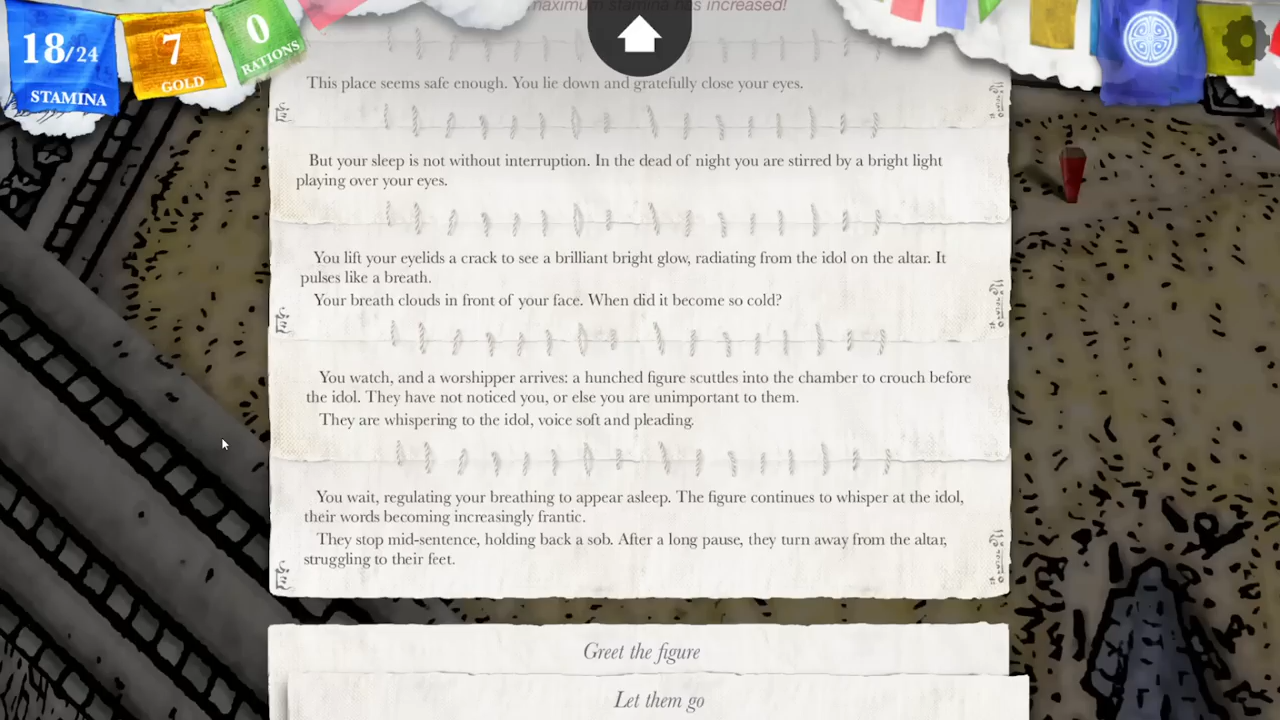 maximum stamina has increased!
18/24
STAMINA
7
GOLD
0
RATIONS
This place seems safe enough. You lie down and gratefully close your eyes.
But your sleep is not without interruption. In the dead of night you are stirred by a bright light
playing over your eyes.
You lift your eyelids a crack to see a brilliant bright glow, radiating from the idol on the altar. It
pulses like a breath.
Your breath clouds in front of your face. When did it become so cold?
You watch, and a worshipper arrives: a hunched figure scuttles into the chamber to crouch before
the idol. They have not noticed you, or else you are unimportant to them.
They are whispering to the idol, voice soft and pleading.
You wait, regulating your breathing to appear asleep. The figure continues to whisper at the idol,
their words becoming increasingly frantic.
They stop mid-sentence, holding back a sob. After a long pause, they turn away from the altar,
struggling to their feet.
Greet the figure
Let them go